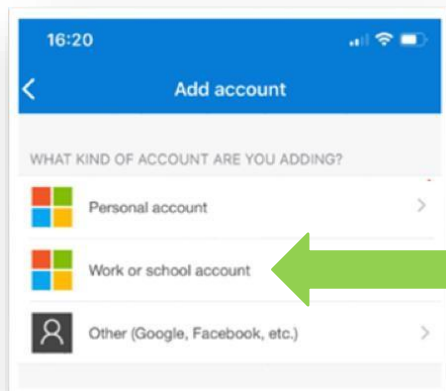 16:20
Add account
WHAT KIND OF ACCOUNT ARE YOU ADDING?
Personal account
Work or school account
Other (Google, Facebook, etc.)